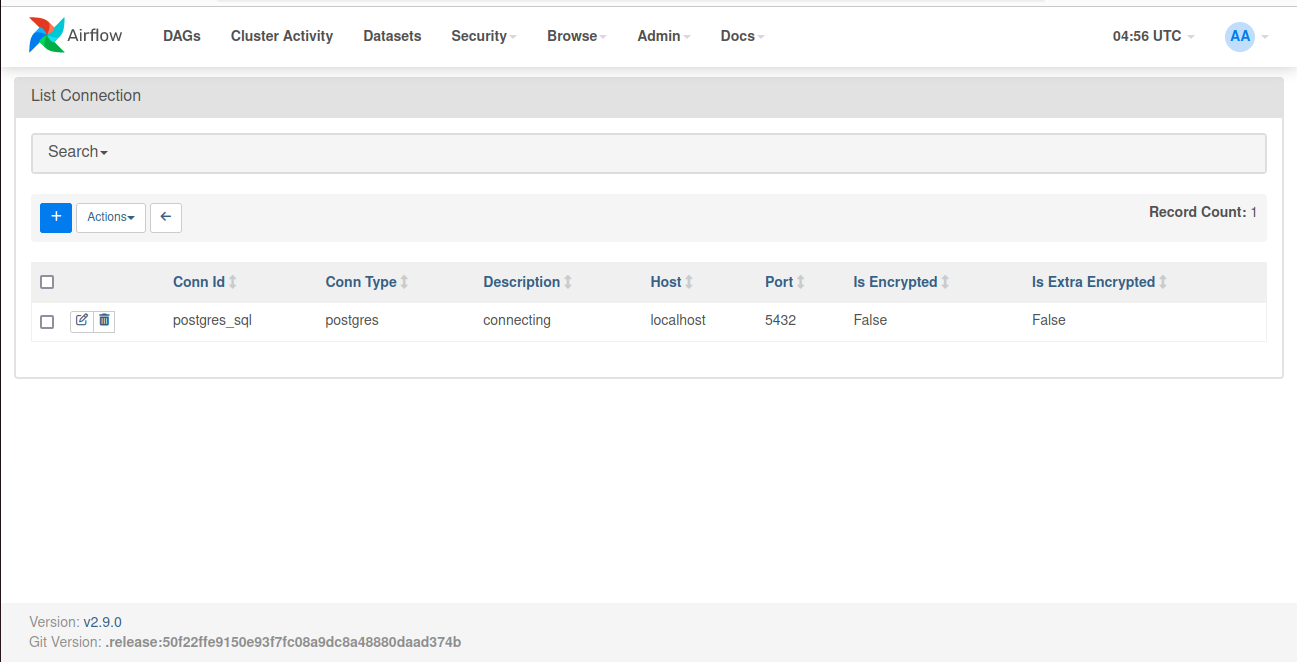 Airflow DAGs Cluster Activity Datasets Security Browse Admin Docs 04:56 UTC AA
List Connection
Search
+ Actions ← Record Count: 1
Conn Id Conn Type Description Host Port Is Encrypted Is Extra Encrypted
postgres_sql postgres connecting localhost 5432 False False
Version: v2.9.0
Git Version: .release:50f22ffe9150e93f7fc08a9dc8a48880daad374b